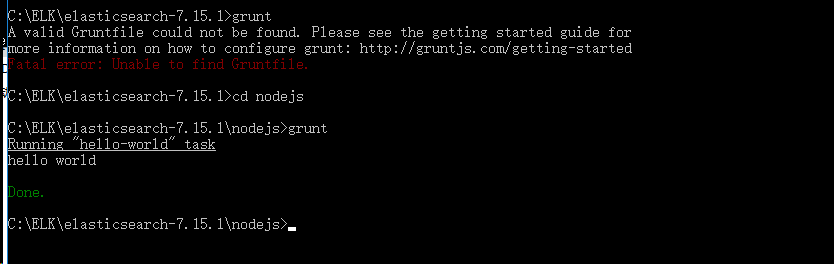 C:\ELK\elasticsearch-7.15.1>grunt
A valid Gruntfile could not be found. Please see the getting started guide for
more information on how to configure grunt: http://gruntjs.com/getting-started
Fatal error: Unable to find Gruntfile.
C:\ELK\elasticsearch-7.15.1>cd nodejs
C:\ELK\elasticsearch-7.15.1\nodejs>grunt
Running "hello-world" task
hello world
Done.
C:\ELK\elasticsearch-7.15.1\nodejs>